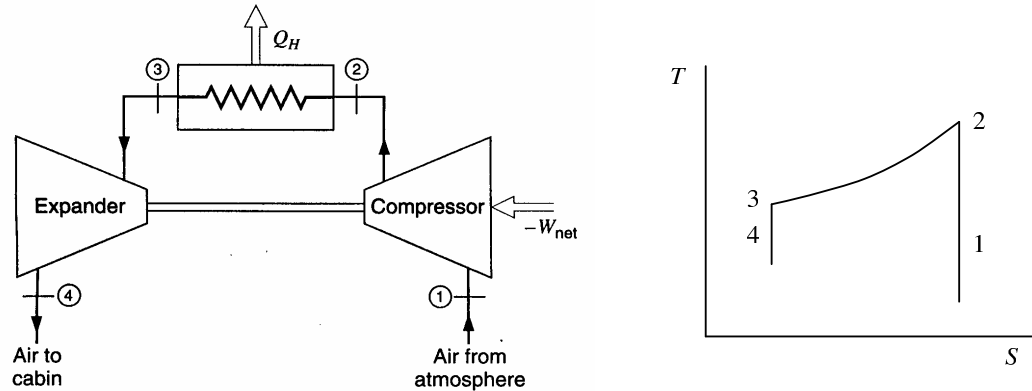 Q_H
③
②
Expander
Compressor
−W_net
④
①
Air to
cabin
Air from
atmosphere
T
2
3
4
1
S